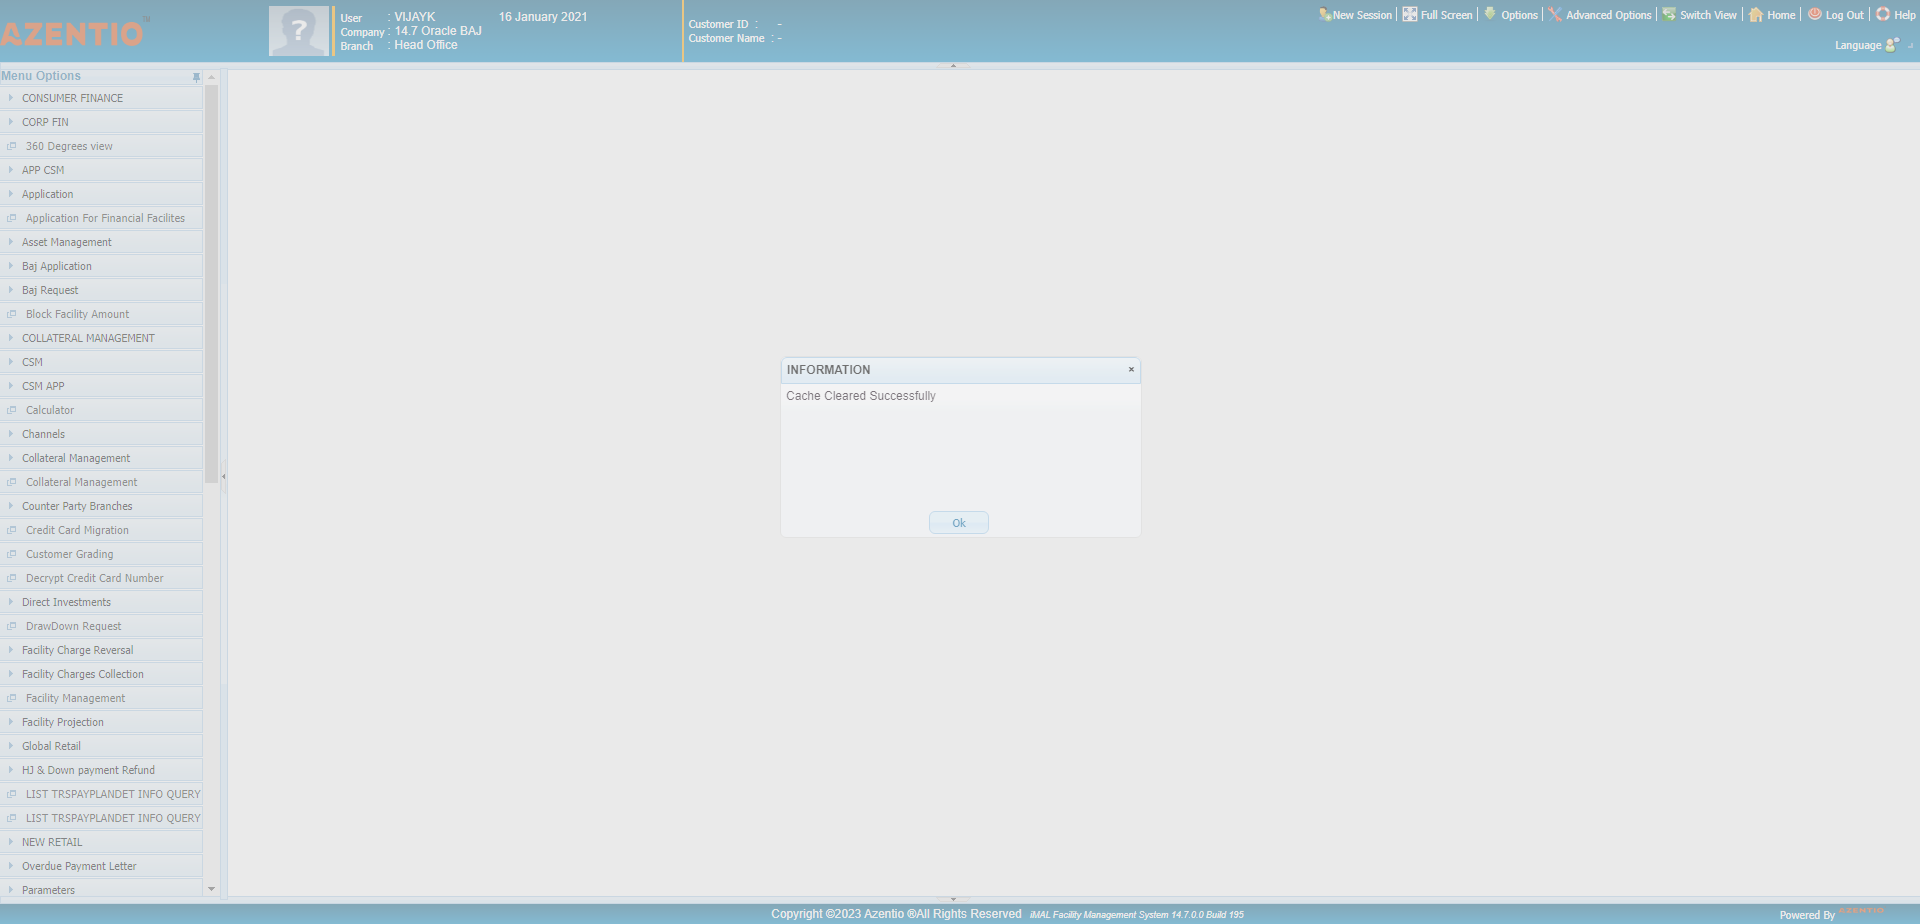 AZENTIO™
User : VIJAYK 16 January 2021
Company : 14.7 Oracle BAJ
Branch : Head Office
Customer ID : -
Customer Name : -
New Session Full Screen Options Advanced Options Switch View Home Log Out Help
Language
Menu Options
CONSUMER FINANCE
CORP FIN
360 Degrees view
APP CSM
Application
Application For Financial Facilites
Asset Management
Baj Application
Baj Request
Block Facility Amount
COLLATERAL MANAGEMENT
CSM
CSM APP
Calculator
Channels
Collateral Management
Collateral Management
Counter Party Branches
Credit Card Migration
Customer Grading
Decrypt Credit Card Number
Direct Investments
DrawDown Request
Facility Charge Reversal
Facility Charges Collection
Facility Management
Facility Projection
Global Retail
HJ & Down payment Refund
LIST TRSPAYPLANDET INFO QUERY
LIST TRSPAYPLANDET INFO QUERY
NEW RETAIL
Overdue Payment Letter
Parameters
INFORMATION
Cache Cleared Successfully
Ok
Copyright ©2023 Azentio ®All Rights Reserved iMAL Facility Management System 14.7.0.0 Build 195
Powered By AZENTIO